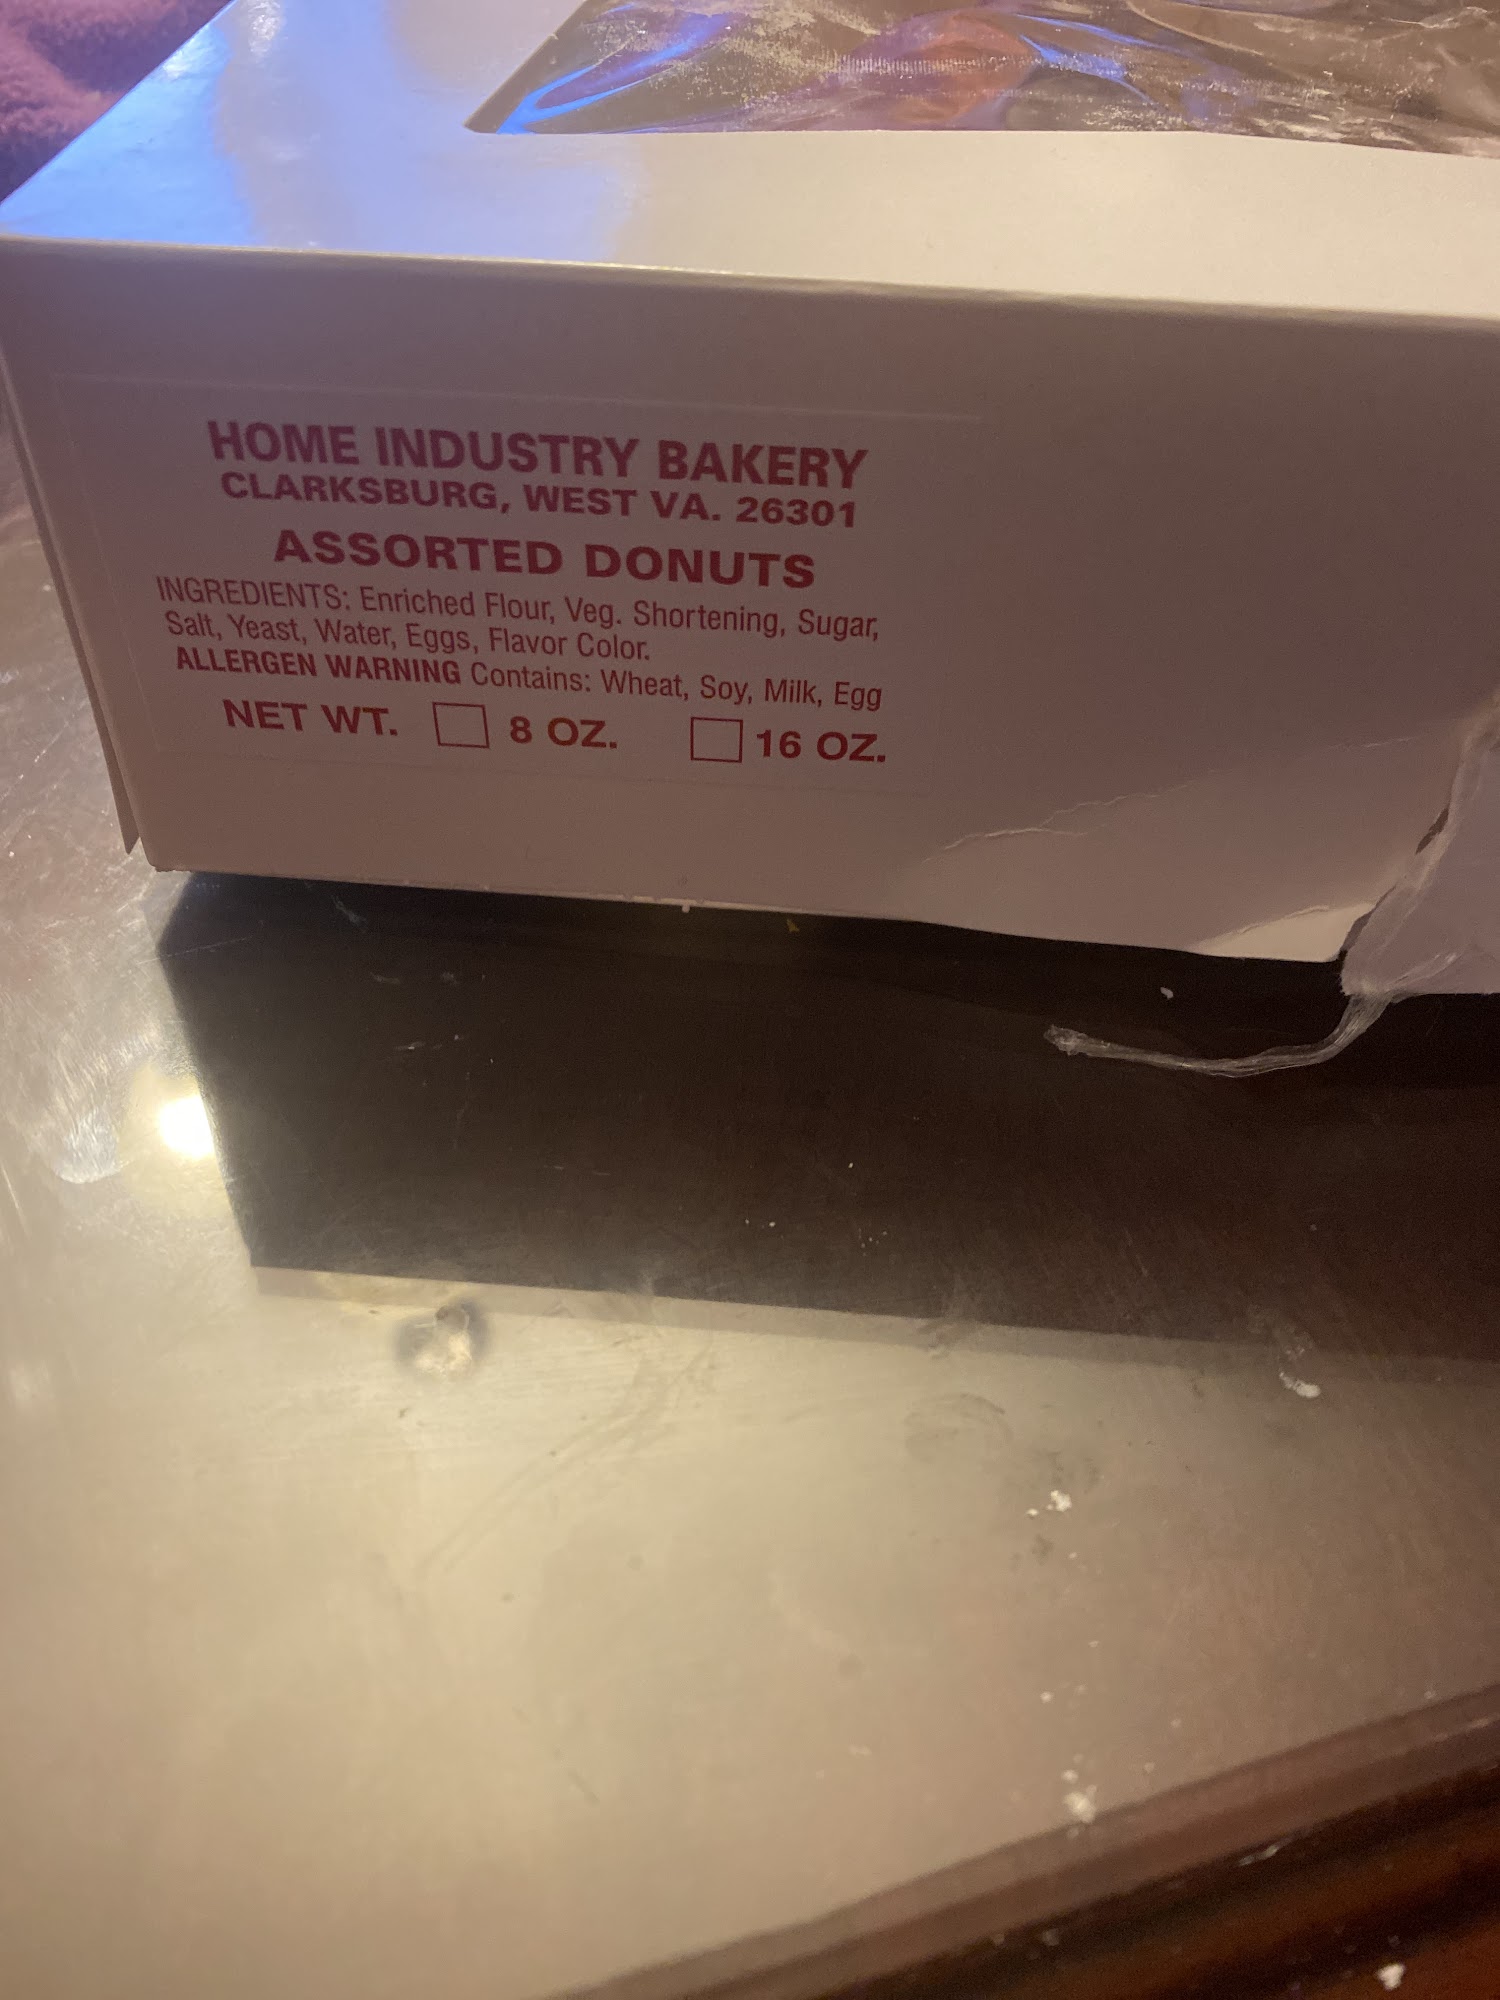 HOME INDUSTRY BAKERY
CLARKSBURG, WEST VA. 26301
ASSORTED DONUTS
INGREDIENTS: Enriched Flour, Veg. Shortening, Sugar,
Salt, Yeast, Water, Eggs, Flavor Color.
ALLERGEN WARNING Contains: Wheat, Soy, Milk, Egg
NET WT. 8 OZ. 16 OZ.